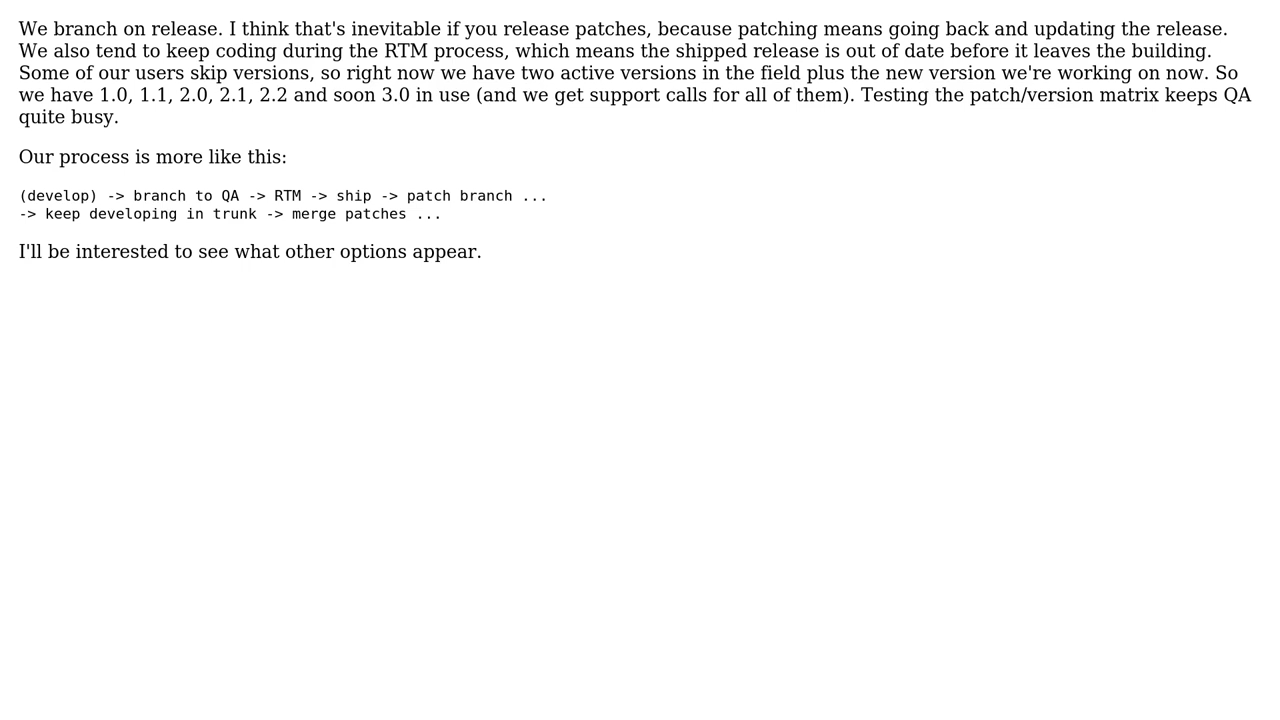 We branch on release. I think that's inevitable if you release patches, because patching means going back and updating the release.
We also tend to keep coding during the RTM process, which means the shipped release is out of date before it leaves the building.
Some of our users skip versions, so right now we have two active versions in the field plus the new version we're working on now. So
we have 1.0, 1.1, 2.0, 2.1, 2.2 and soon 3.0 in use (and we get support calls for all of them). Testing the patch/version matrix keeps QA
quite busy.
Our process is more like this:
(develop) -> branch to QA -> RTM -> ship -> patch branch ...
-> keep developing in trunk -> merge patches ...
I'll be interested to see what other options appear.